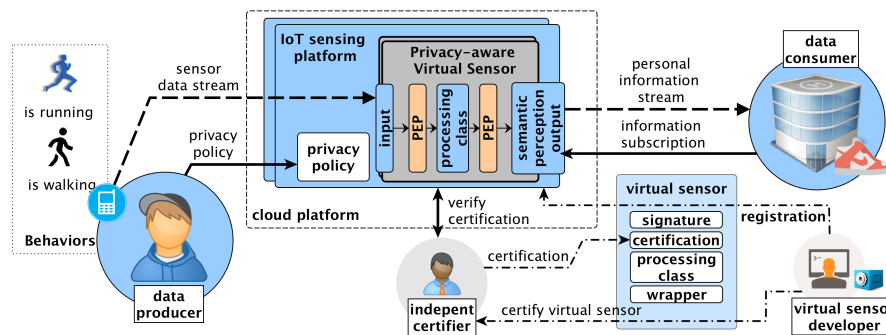 is running
is walking
Behaviors
data
producer
sensor
data stream
privacy
policy
IoT sensing
platform
privacy
policy
cloud platform
Privacy-aware
Virtual Sensor
input
PEP
processing
class
PEP
semantic
perception
output
personal
information
stream
information
subscription
data
consumer
verify
certification
indepent
certifier
certification
certify virtual sensor
virtual sensor
signature
certification
processing
class
wrapper
registration
virtual senso
developer